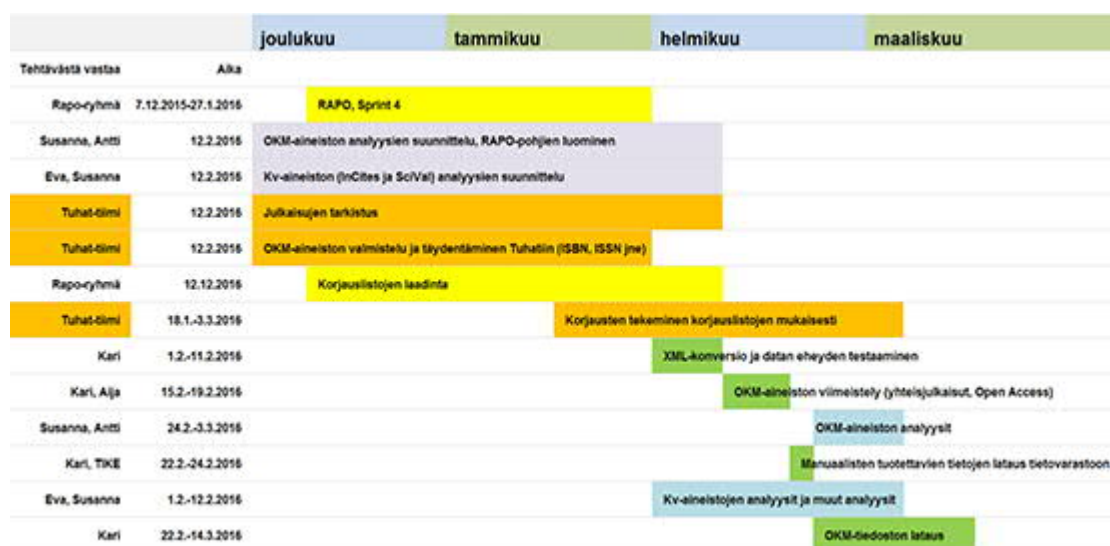 joulukuu tammikuu helmikuu maaliskuu
Tehtävästä vastaa Aika
Rapo-ryhmä 7.12.2015-27.1.2016 RAPO, Sprint 4
Susanna, Antti 12.2.2016 OKM-aineiston analyysien suunnittelu, RAPO-pohjien luominen
Eva, Susanna 12.2.2016 Kv-aineiston (InCites ja SciVal) analyysien suunnittelu
Tuhat-tiimi 12.2.2016 Julkaisujen tarkistus
Tuhat-tiimi 12.2.2016 OKM-aineiston valmistelu ja täydentäminen Tuhatiin (ISBN, ISSN jne)
Rapo-ryhmä 12.12.2016 Korjauslistojen laadinta
Tuhat-tiimi 18.1.-3.3.2016 Korjausten tekeminen korjauslistojen mukaisesti
Kari 1.2.-11.2.2016 XML-konversio ja datan eheyden testaaminen
Kari, Aija 15.2.-19.2.2016 OKM-aineiston viimeistely (yhteisjulkaisut, Open Access)
Susanna, Antti 24.2.-3.3.2016 OKM-aineiston analyysit
Kari, TIKE 22.2.-24.2.2016 Manuaalisten tuotettavien tietojen lataus tietovarastoon
Eva, Susanna 1.2.-12.2.2016 Kv-aineistojen analyysit ja muut analyysit
Kari 22.2.-14.3.2016 OKM-tiedoston lataus